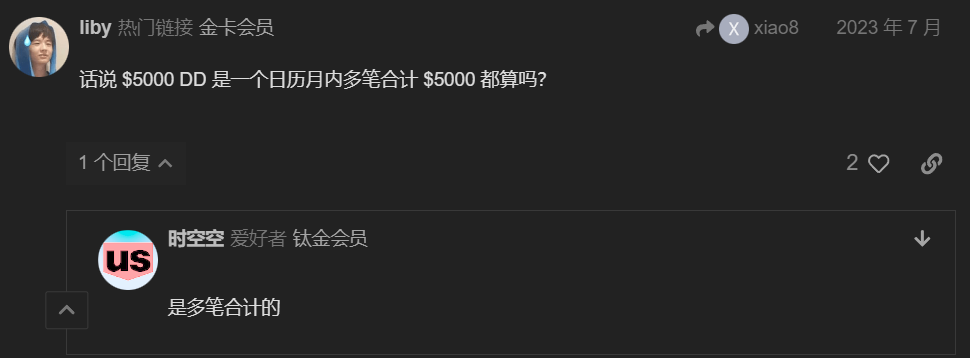 liby 热门链接 金卡会员 X xiao8 2023 年 7 月
话说 $5000 DD 是一个日历月内多笔合计 $5000 都算吗?
1 个回复 2
us 时空空 爱好者 钛金会员
是多笔合计的